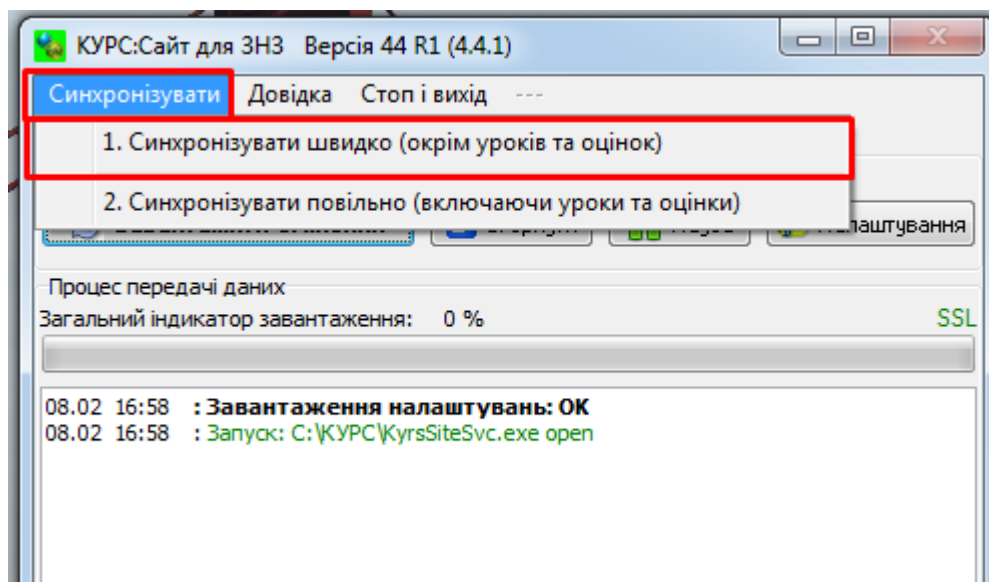 КУРС:Сайт для ЗНЗ Версія 44 R1 (4.4.1)
Синхронізувати Довідка Стоп і вихід ---
1. Синхронізувати швидко (окрім уроків та оцінок)
2. Синхронізувати повільно (включаючи уроки та оцінки)
Процес передачі даних
Загальний індикатор завантаження: 0 % SSL
08.02 16:58 : Завантаження налаштувань: ОК
08.02 16:58 : Запуск: C:\КУРС\KyrsSiteSvc.exe open